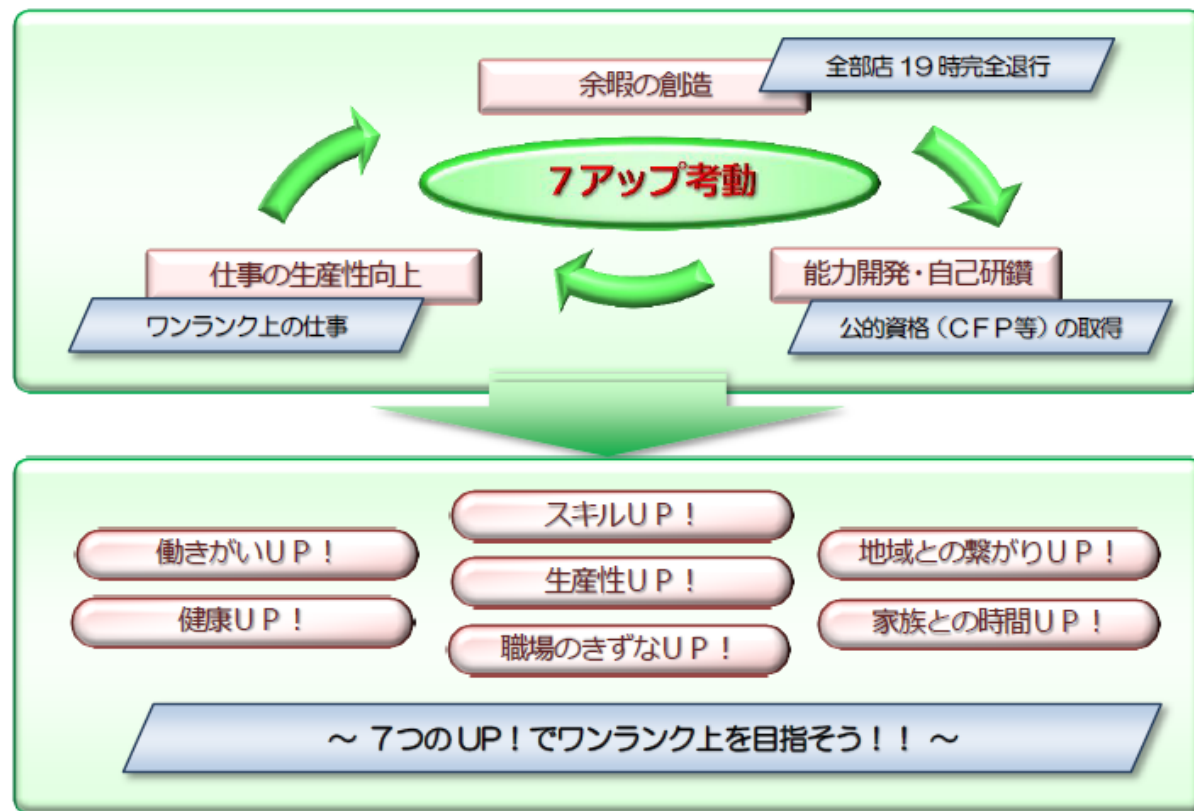 全部店19時完全退行
余暇の創造
7アップ考動
仕事の生産性向上
ワンランク上の仕事
能力開発・自己研鑽
公的資格(CFP等)の取得
スキルUP!
働きがいUP!
地域との繋がりUP!
生産性UP!
健康UP!
家族との時間UP!
職場のきずなUP!
~ 7つのUP!でワンランク上を目指そう!! ~